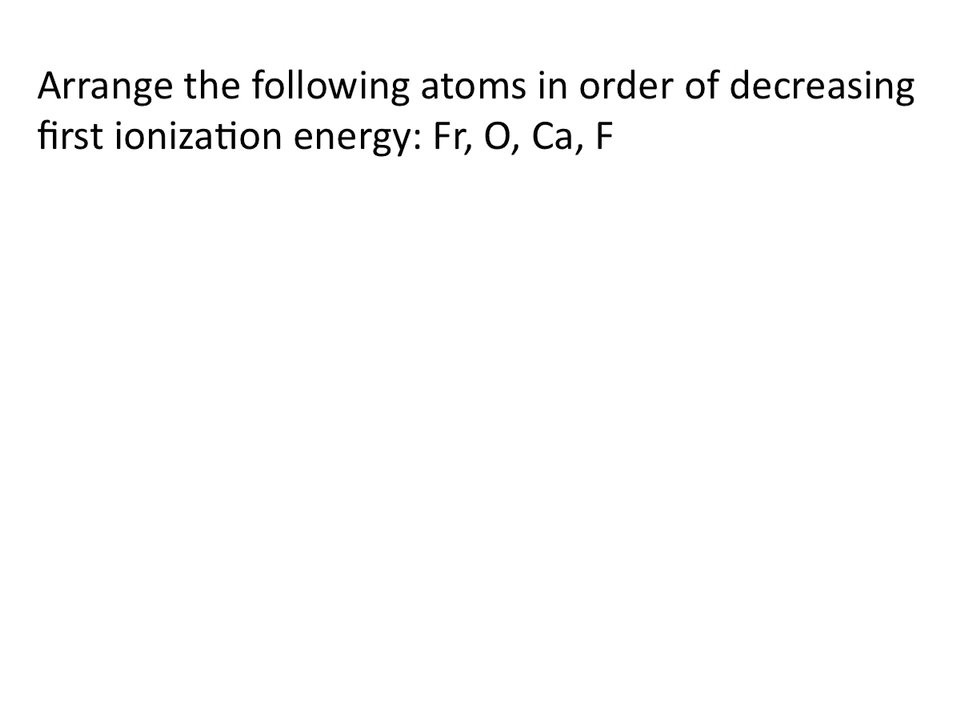 Arrange the following atoms in order of decreasing
first ionization energy: Fr, O, Ca, F